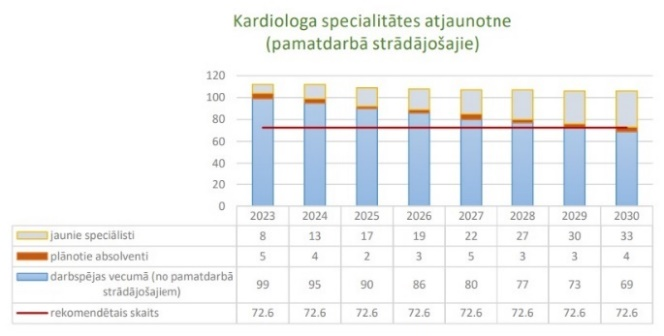 Kardiologa specialitātes atjaunotne
(pamatdarbā strādājošajie)
120
100
80
60
40
20
0
2023 2024 2025 2026 2027 2028 2029 2030
jaunie speciālisti 8 13 17 19 22 27 30 33
plānotie absolventi 5 4 2 3 5 3 3 4
darbspējas vecumā (no pamatdarbā
strādājošajiem) 99 95 90 86 80 77 73 69
rekomendētais skaits 72.6 72.6 72.6 72.6 72.6 72.6 72.6 72.6